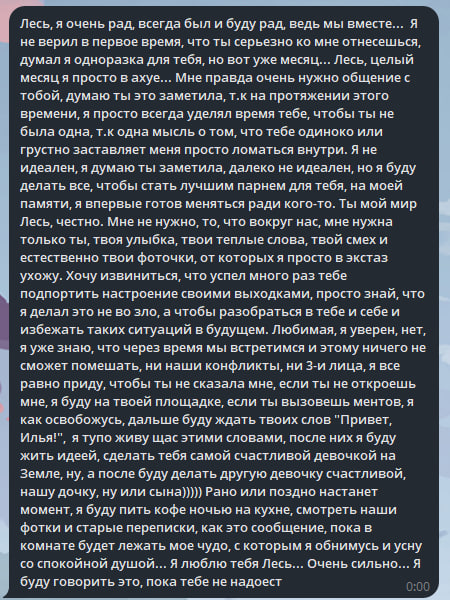 Лесь, я очень рад, всегда был и буду рад, ведь мы вместе... Я
не верил в первое время, что ты серьезно ко мне отнесешься,
думал я одноразка для тебя, но вот уже месяц... Лесь, целый
месяц я просто в ахуе... Мне правда очень нужно общение с
тобой, думаю ты это заметила, т.к на протяжении этого
времени, я просто всегда уделял время тебе, чтобы ты не
была одна, т.к одна мысль о том, что тебе одиноко или
грустно заставляет меня просто ломаться внутри. Я не
идеален, я думаю ты заметила, далеко не идеален, но я буду
делать все, чтобы стать лучшим парнем для тебя, на моей
памяти, я впервые готов меняться ради кого-то. Ты мой мир
Лесь, честно. Мне не нужно, то, что вокруг нас, мне нужна
только ты, твоя улыбка, твои теплые слова, твой смех и
естественно твои фоточки, от которых я просто в экстаз
ухожу. Хочу извиниться, что успел много раз тебе
подпортить настроение своими выходками, просто знай, что
я делал это не во зло, а чтобы разобраться в тебе и себе и
избежать таких ситуаций в будущем. Любимая, я уверен, нет,
я уже знаю, что через время мы встретимся и этому ничего не
сможет помешать, ни наши конфликты, ни 3-и лица, я все
равно приду, чтобы ты не сказала мне, если ты не откроешь
мне, я буду на твоей площадке, если ты вызовешь ментов, я
как освобожусь, дальше буду ждать твоих слов "Привет,
Илья!", я тупо живу щас этими словами, после них я буду
жить идеей, сделать тебя самой счастливой девочкой на
Земле, ну, а после буду делать другую девочку счастливой,
нашу дочку, ну или сына))))) Рано или поздно настанет
момент, я буду пить кофе ночью на кухне, смотреть наши
фотки и старые переписки, как это сообщение, пока в
комнате будет лежать мое чудо, с которым я обнимусь и усну
со спокойной душой... Я люблю тебя Лесь... Очень сильно... Я
буду говорить это, пока тебе не надоест
0:00